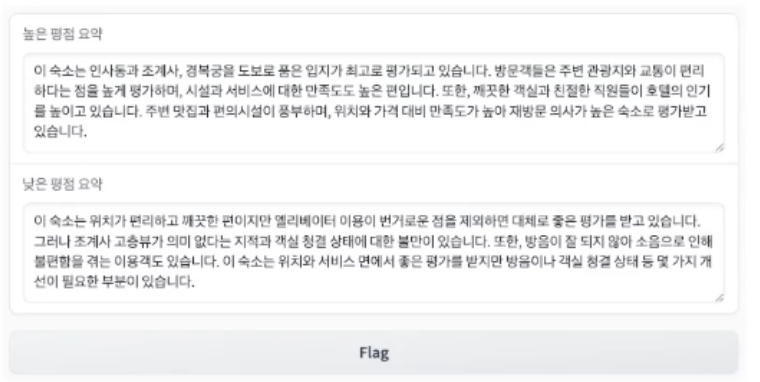 높은 평점 요약
이 숙소는 인사동과 조계사, 경복궁을 도보로 품은 입지가 최고로 평가되고 있습니다. 방문객들은 주변 관광지와 교통이 편리
하다는 점을 높게 평가하며, 시설과 서비스에 대한 만족도도 높은 편입니다. 또한, 깨끗한 객실과 친절한 직원들이 호텔의 인기
를 높이고 있습니다. 주변 맛집과 편의시설이 풍부하며, 위치와 가격 대비 만족도가 높아 재방문 의사가 높은 숙소로 평가받고
있습니다.
낮은 평점 요약
이 숙소는 위치가 편리하고 깨끗한 편이지만 엘리베이터 이용이 번거로운 점을 제외하면 대체로 좋은 평가를 받고 있습니다.
그러나 조계사 고층뷰가 의미 없다는 지적과 객실 청결 상태에 대한 불만이 있습니다. 또한, 방음이 잘 되지 않아 소음으로 인해
불편함을 겪는 이용객도 있습니다. 이 숙소는 위치와 서비스 면에서 좋은 평가를 받지만 방음이나 객실 청결 상태 등 몇 가지 개
선이 필요한 부분이 있습니다.
Flag